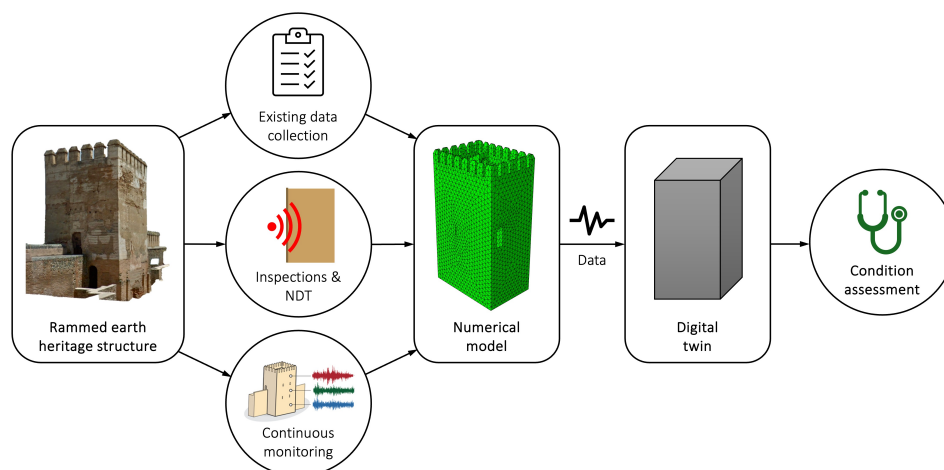 Existing data
collection
Rammed earth
heritage structure
Inspections &
NDT
Continuous
monitoring
Numerical
model
Data
Digital
twin
Condition
assessment